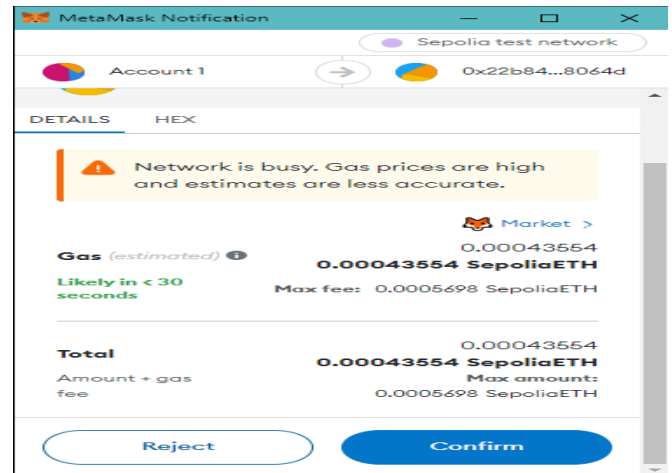 MetaMask Notification
Sepolia test network
Account 1
0x22b84...8064d
DETAILS HEX
Network is busy. Gas prices are high
and estimates are less accurate.
Market >
0.00043554
Gas (estimated) 0.00043554 SepoliaETH
Likely in < 30
seconds
Max fee: 0.0005698 SepoliaETH
0.00043554
Total 0.00043554 SepoliaETH
Amount + gas
fee
Max amount:
0.0005698 SepoliaETH
Reject Confirm